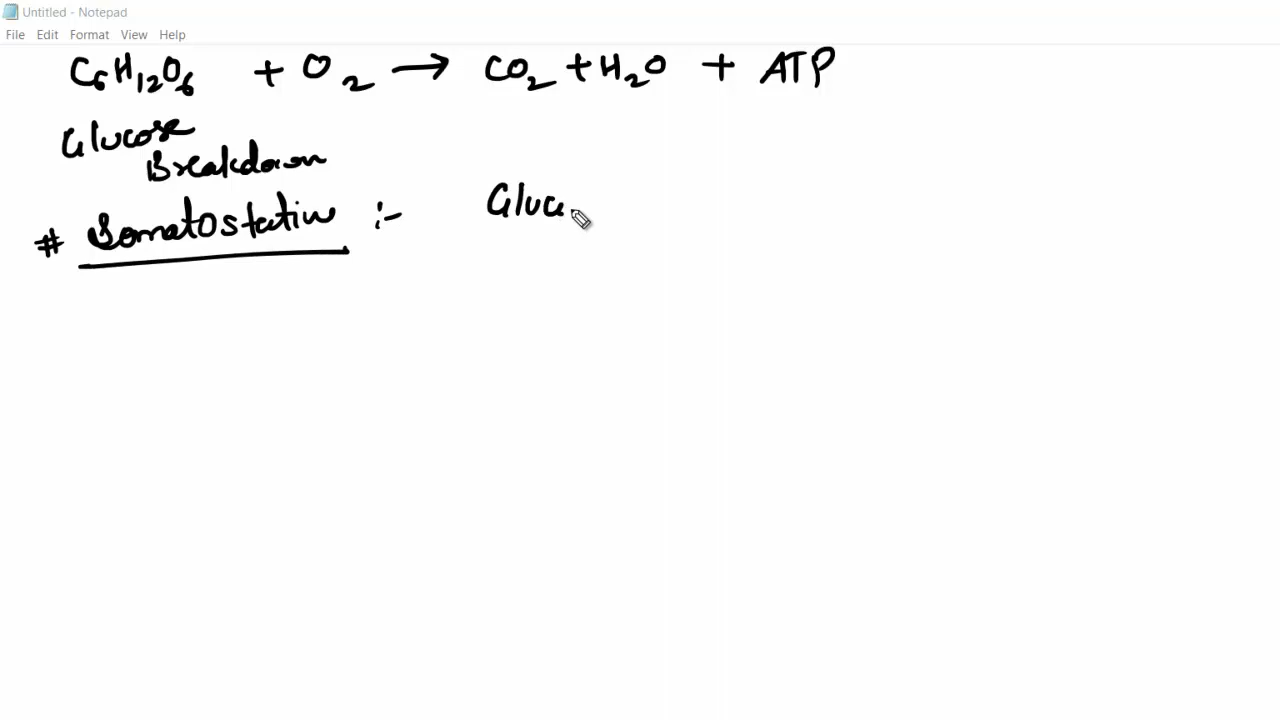 Untitled - Notepad
File Edit Format View Help
C6H12O6 + O2 → CO2 + H2O + ATP
Glucose
Breakdown
# Somatostatin :- Gluc